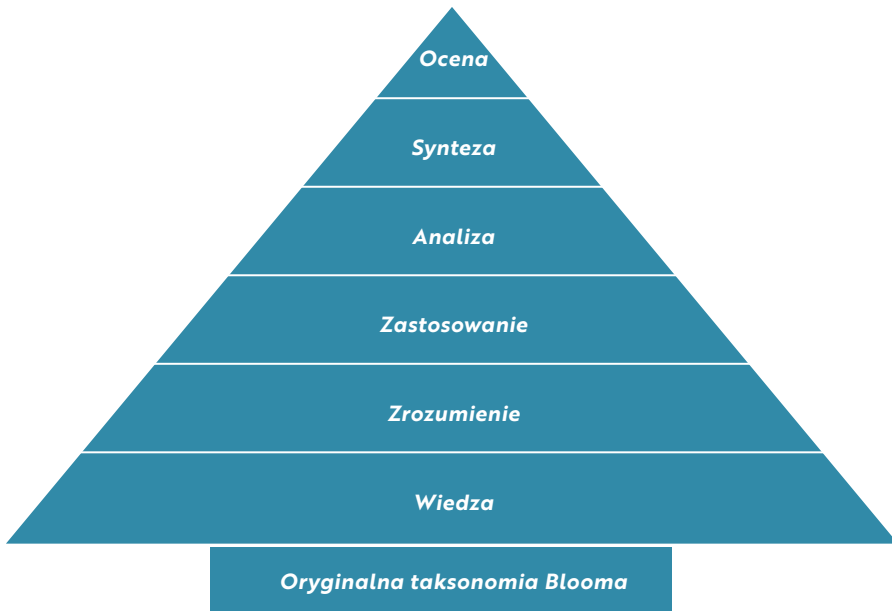 Ocena
Synteza
Analiza
Zastosowanie
Zrozumienie
Wiedza
Oryginalna taksonomia Blooma